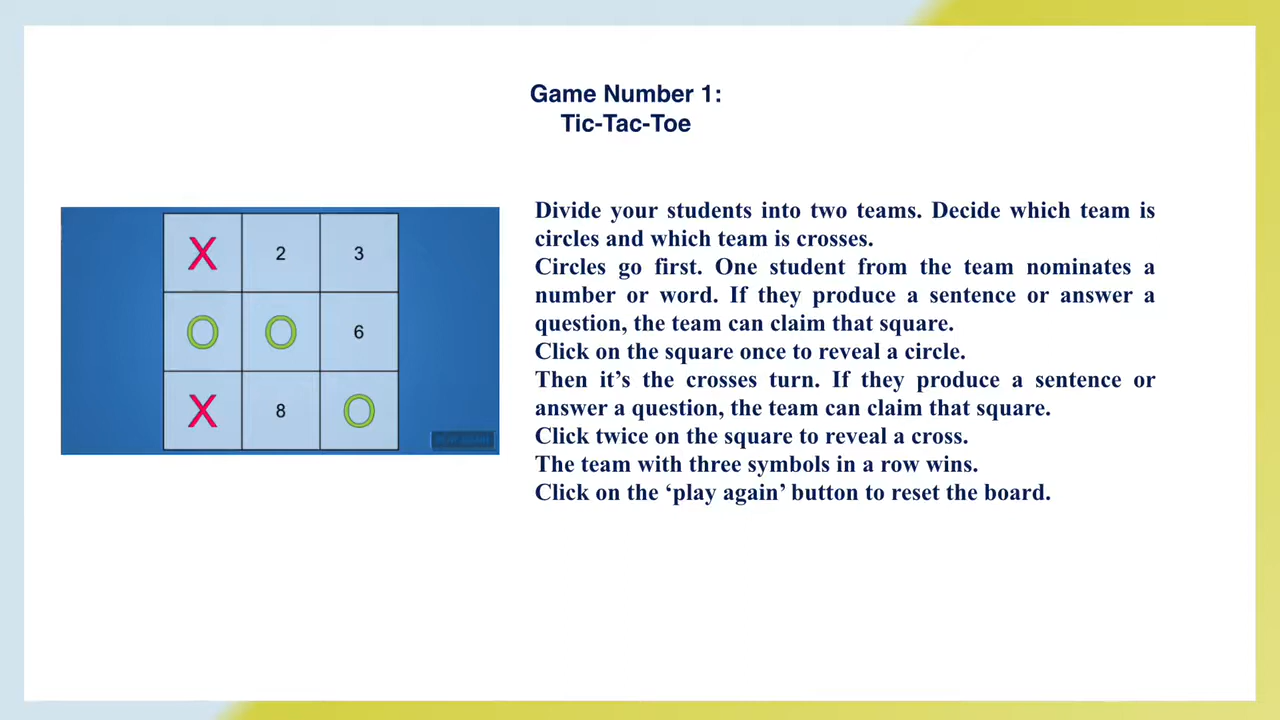 Game Number 1:
Tic-Tac-Toe
X 2 3
O O 6
X 8 O
Divide your students into two teams. Decide which team is
circles and which team is crosses.
Circles go first. One student from the team nominates a
number or word. If they produce a sentence or answer a
question, the team can claim that square.
Click on the square once to reveal a circle.
Then it’s the crosses turn. If they produce a sentence or
answer a question, the team can claim that square.
Click twice on the square to reveal a cross.
The team with three symbols in a row wins.
Click on the ‘play again’ button to reset the board.